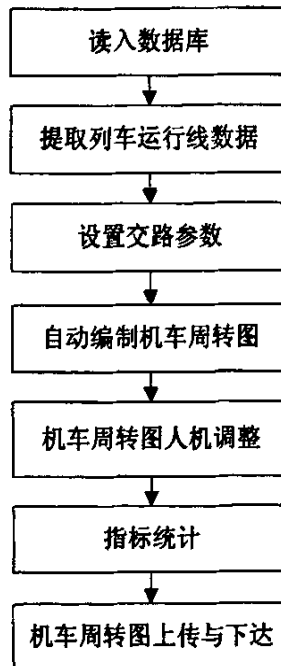 读入数据库
提取列车运行线数据
设置交路参数
自动编制机车周转图
机车周转图人机调整
指标统计
机车周转图上传与下达